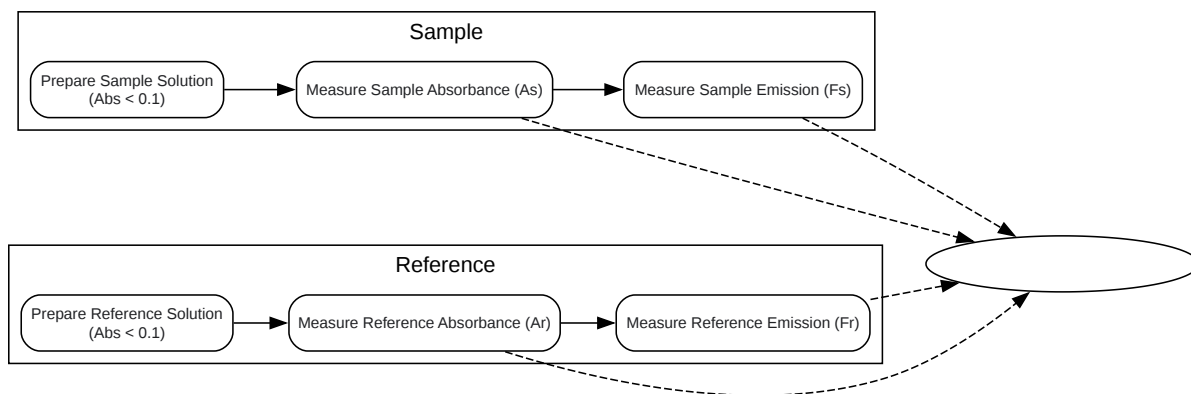 Sample
Prepare Sample Solution
(Abs < 0.1)
Measure Sample Absorbance (As)
Measure Sample Emission (Fs)
Reference
Prepare Reference Solution
(Abs < 0.1)
Measure Reference Absorbance (Ar)
Measure Reference Emission (Fr)